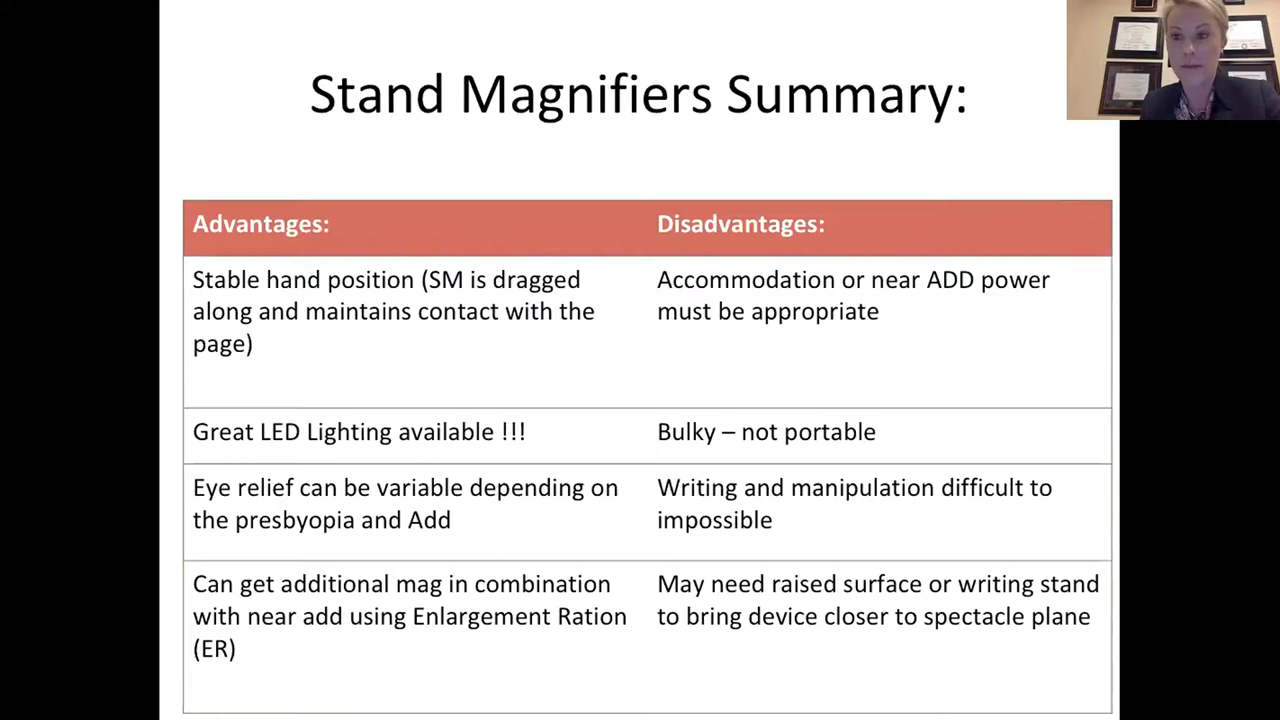 Stand Magnifiers Summary:
Advantages:
Disadvantages:
Stable hand position (SM is dragged
along and maintains contact with the
page)
Accommodation or near ADD power
must be appropriate
Great LED Lighting available !!!
Bulky – not portable
Eye relief can be variable depending on
the presbyopia and Add
Writing and manipulation difficult to
impossible
Can get additional mag in combination
with near add using Enlargement Ration
(ER)
May need raised surface or writing stand
to bring device closer to spectacle plane